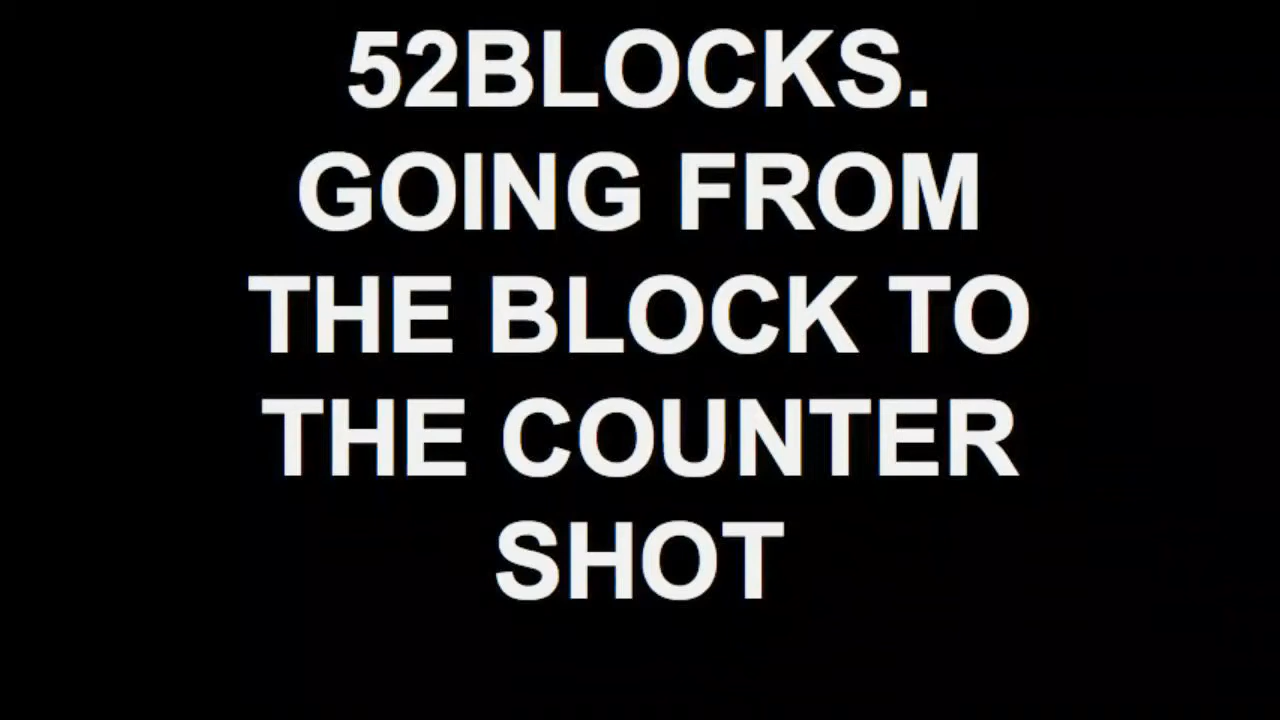 52BLOCKS.
GOING FROM
THE BLOCK TO
THE COUNTER
SHOT